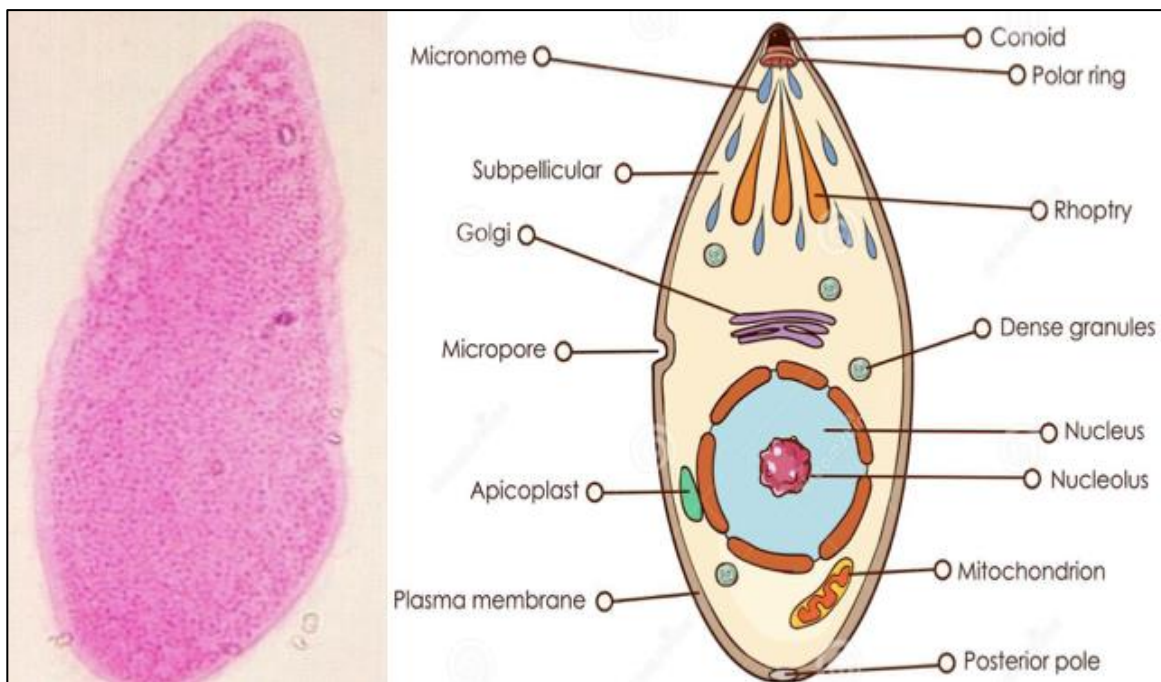 Micronome
Conoid
Polar ring
Subpellicular
Rhoptry
Golgi
Micropore
Dense granules
Nucleus
Nucleolus
Apicoplast
Mitochondrion
Plasma membrane
Posterior pole